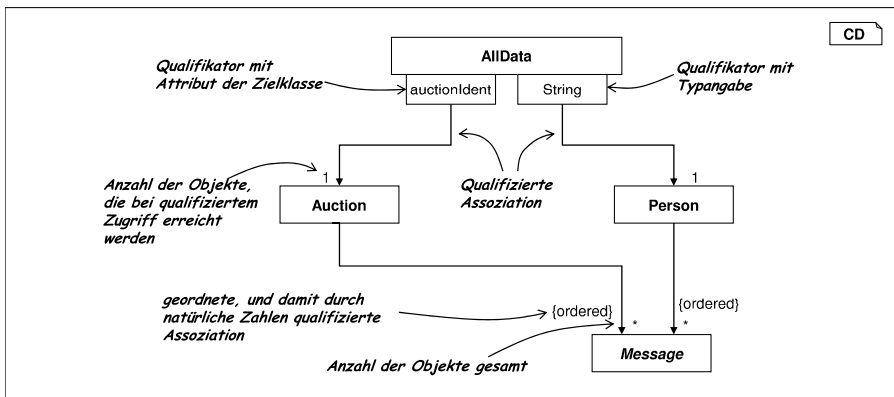 CD
AllData
Qualifikator mit
Attribut der Zielklasse
auctionIdent
String
Qualifikator mit
Typangabe
Anzahl der Objekte,
die bei qualifiziertem
Zugriff erreicht
werden
1
Auction
Qualifizierte
Assoziation
1
Person
geordnete, und damit durch
natürliche Zahlen qualifizierte
Assoziation
{ordered}
*
{ordered}
*
Anzahl der Objekte gesamt
Message